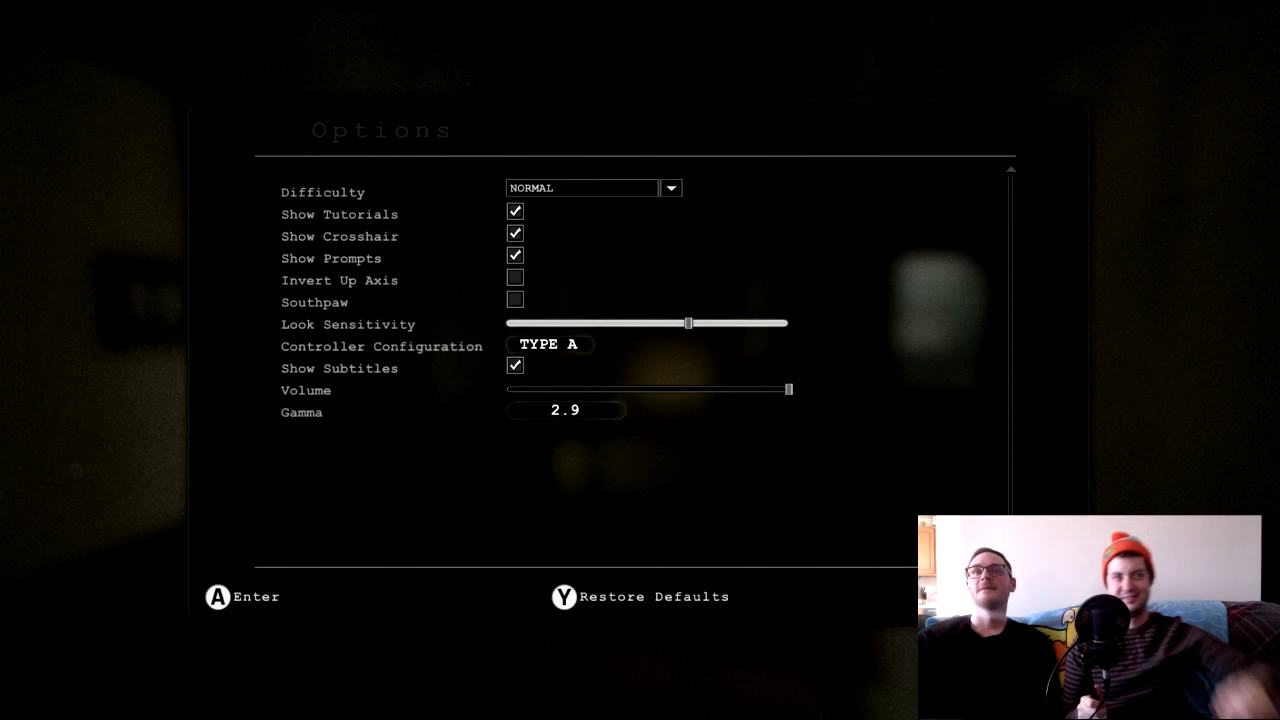 Options
Difficulty NORMAL
Show Tutorials
Show Crosshair
Show Prompts
Invert Up Axis
Southpaw
Look Sensitivity
Controller Configuration TYPE A
Show Subtitles
Volume
Gamma 2.9
A Enter Y Restore Defaults